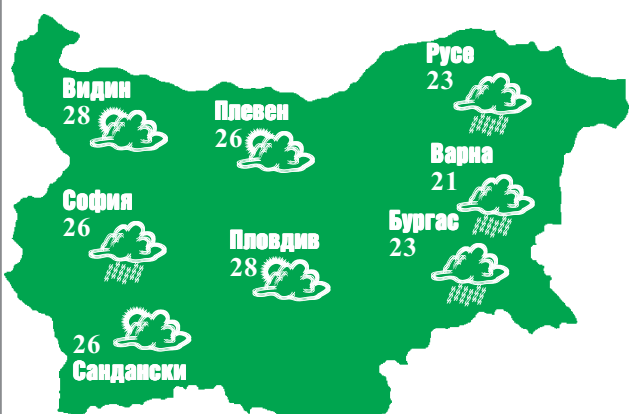 Русе
23
Видин
28
Плевен
26
Варна
21
София
26
Бургас
23
Пловдив
28
26
Сандански